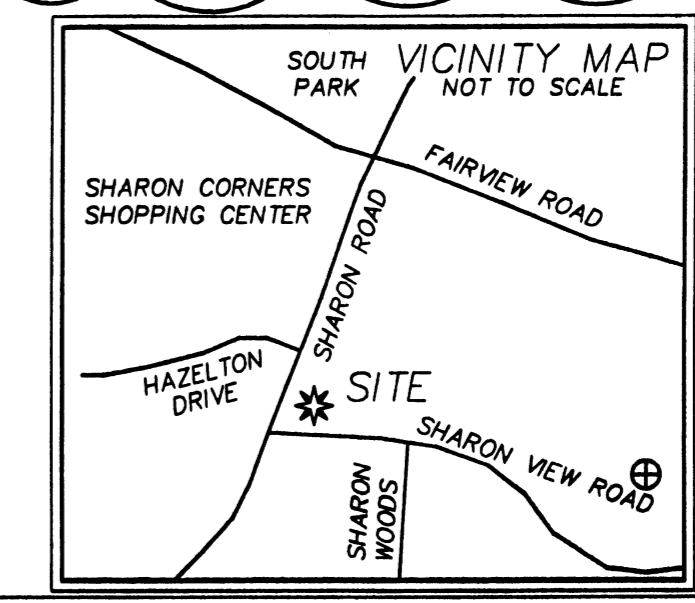 VICINITY MAP
NOT TO SCALE
SOUTH
PARK
FAIRVIEW ROAD
SHARON CORNERS
SHOPPING CENTER
SHARON ROAD
HAZELTON
DRIVE
SITE
SHARON VIEW ROAD
SHARON
WOODS